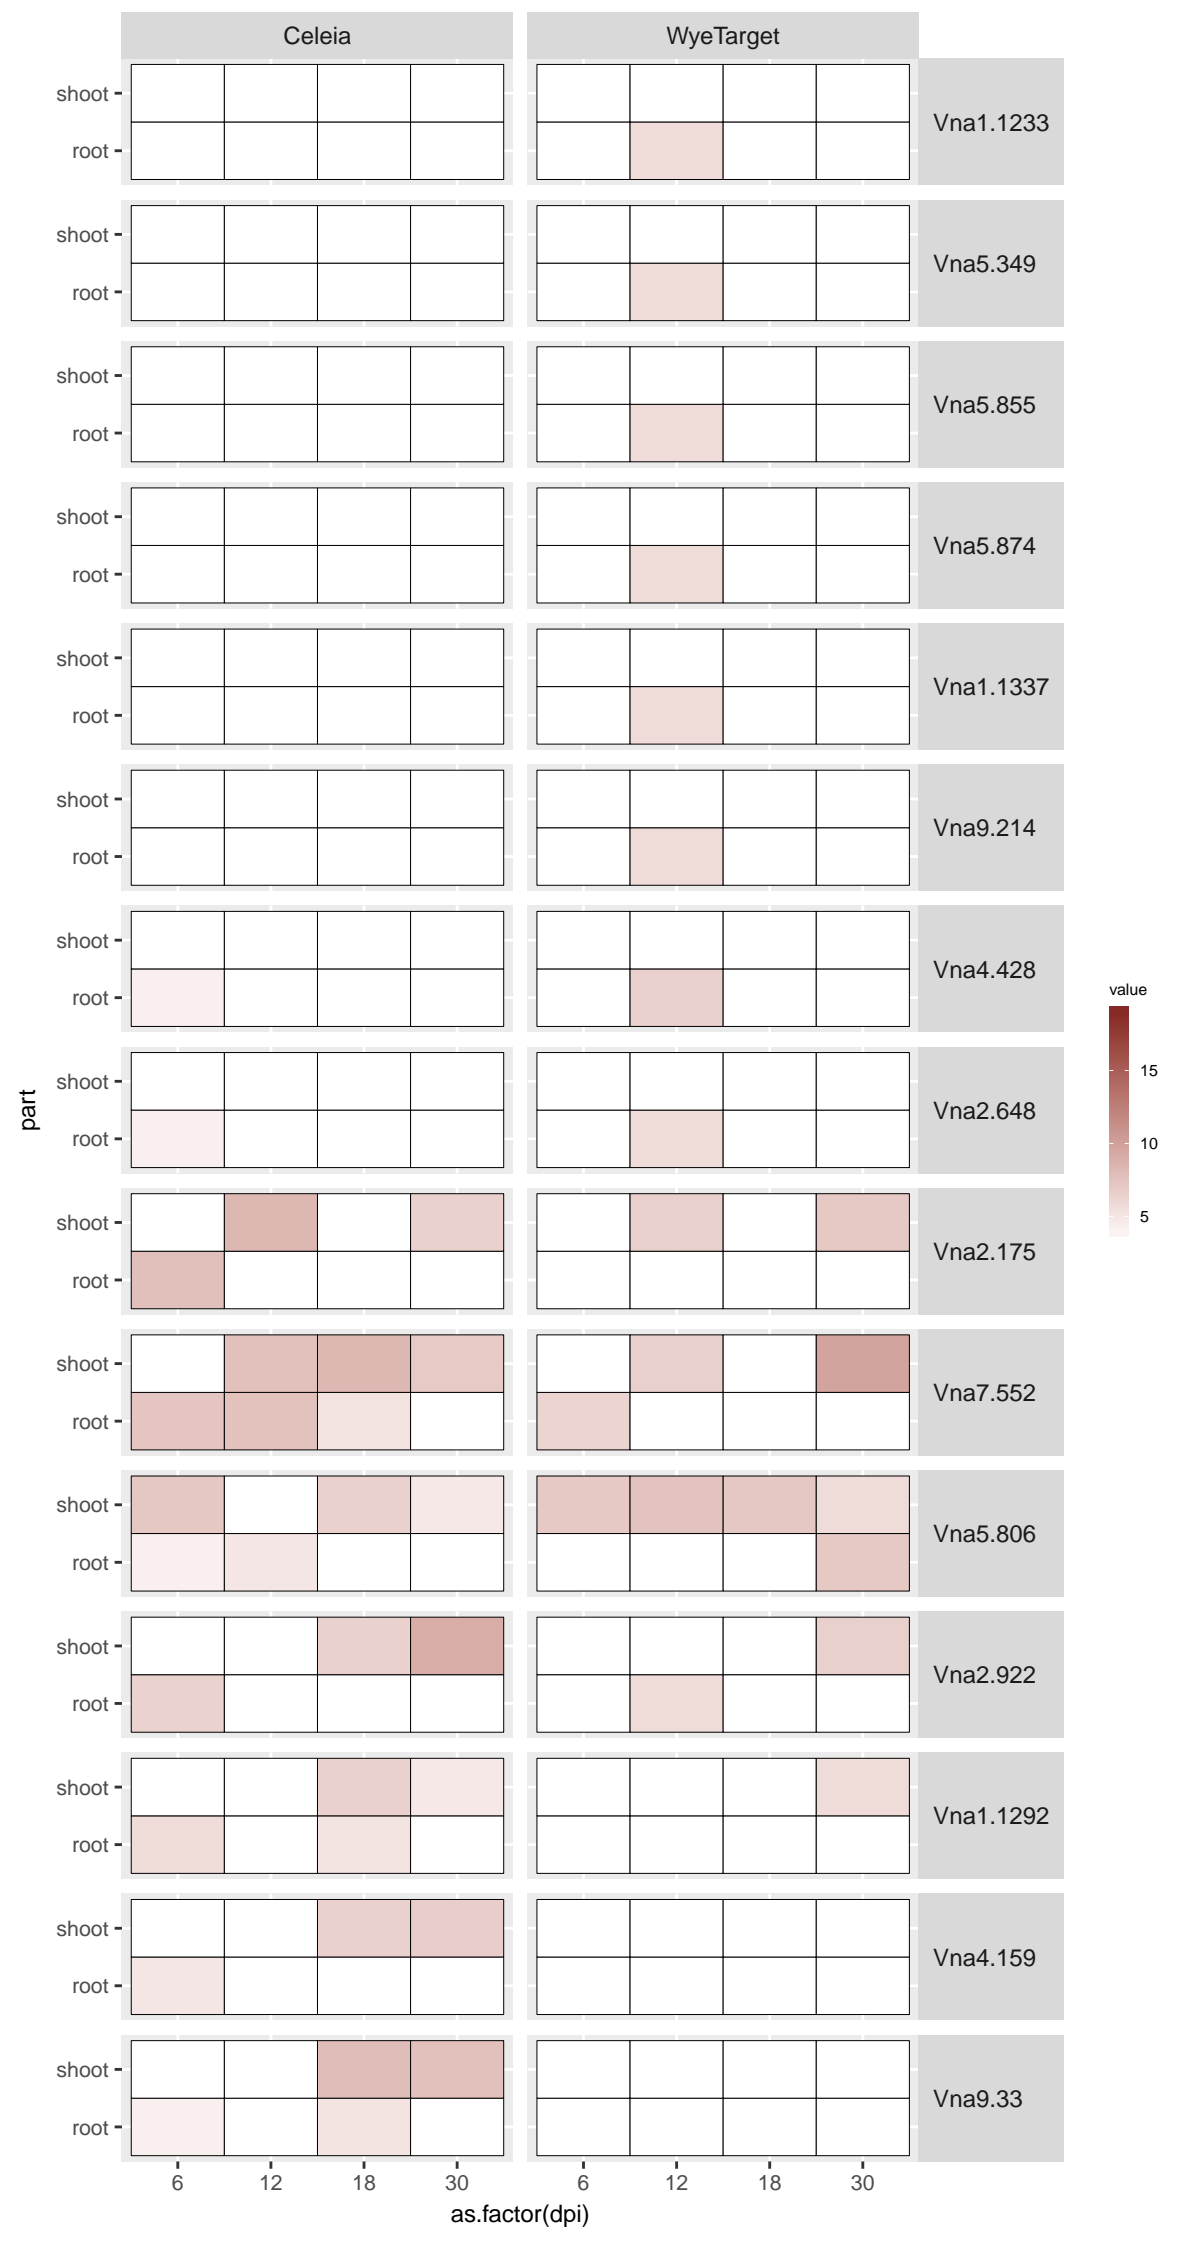 Celeia WyeTarget
shoot
root
Vna1.1233
shoot
root
Vna5.349
shoot
root
Vna5.855
shoot
root
Vna5.874
shoot
root
Vna1.1337
shoot
root
Vna9.214
shoot
root
Vna4.428
shoot
root
Vna2.648
shoot
root
Vna2.175
shoot
root
Vna7.552
shoot
root
Vna5.806
shoot
root
Vna2.922
shoot
root
Vna1.1292
shoot
root
Vna4.159
shoot
root
Vna9.33
6 12 18 30 6 12 18 30
as.factor(dpi)
part
value
15
10
5